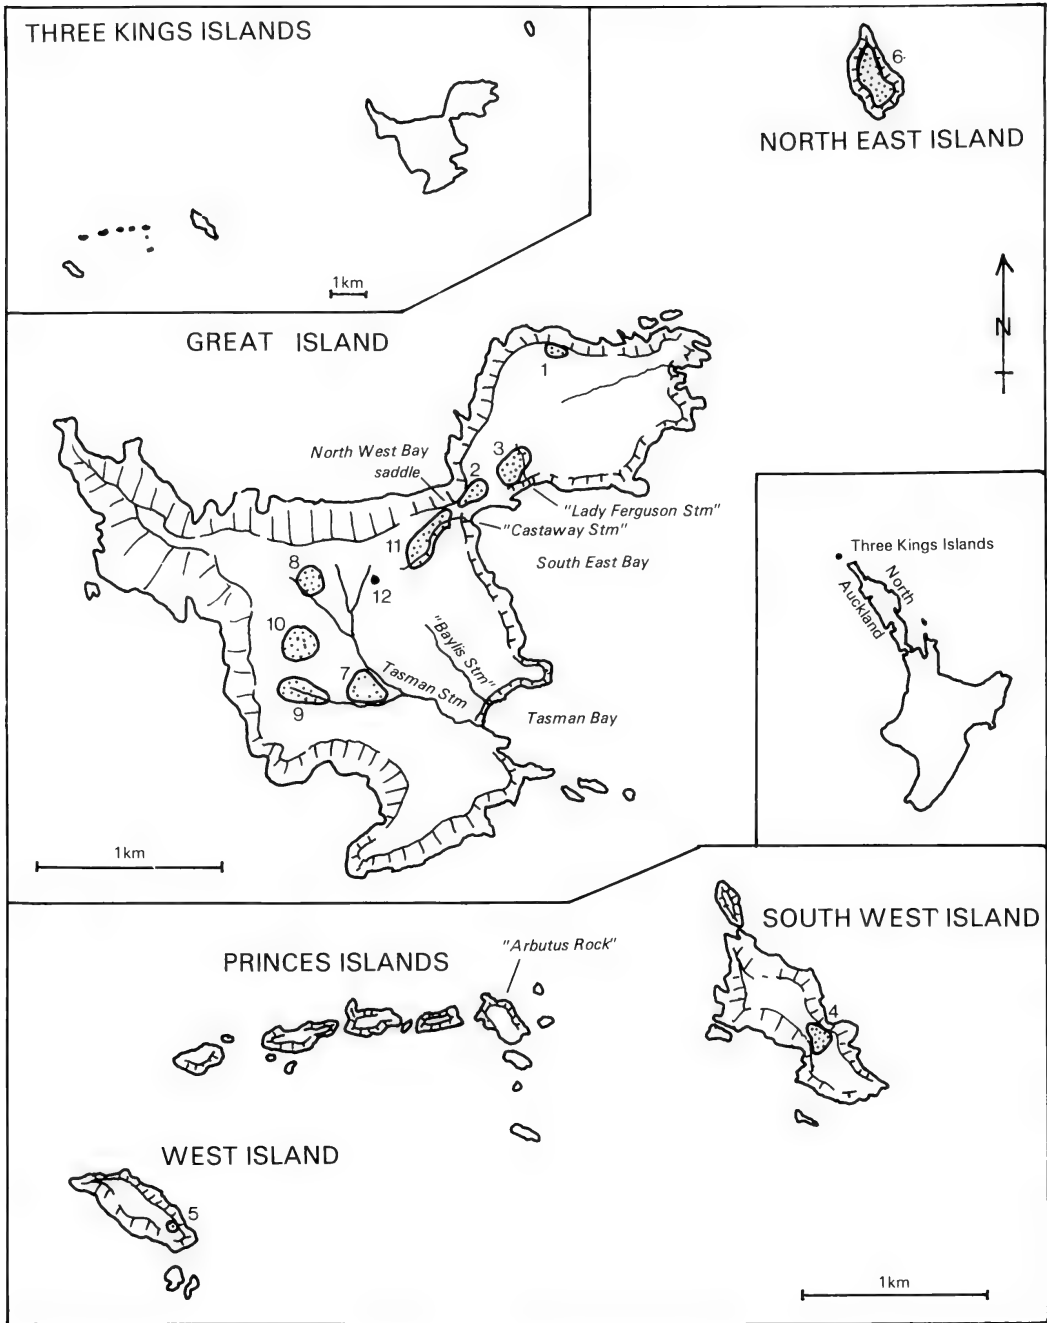 THREE KINGS ISLANDS
1km
6.
NORTH EAST ISLAND
N
GREAT ISLAND
1
North West Bay
saddle
2
3
"Lady Ferguson Stm"
"Castaway Stm"
South East Bay
11
8
12
10
"Baylis Stm"
7
Tasman Stm
9
Tasman Bay
1km
Three Kings Islands
North
Auckland
PRINCES ISLANDS
"Arbutus Rock"
SOUTH WEST ISLAND
4
WEST ISLAND
5
1km